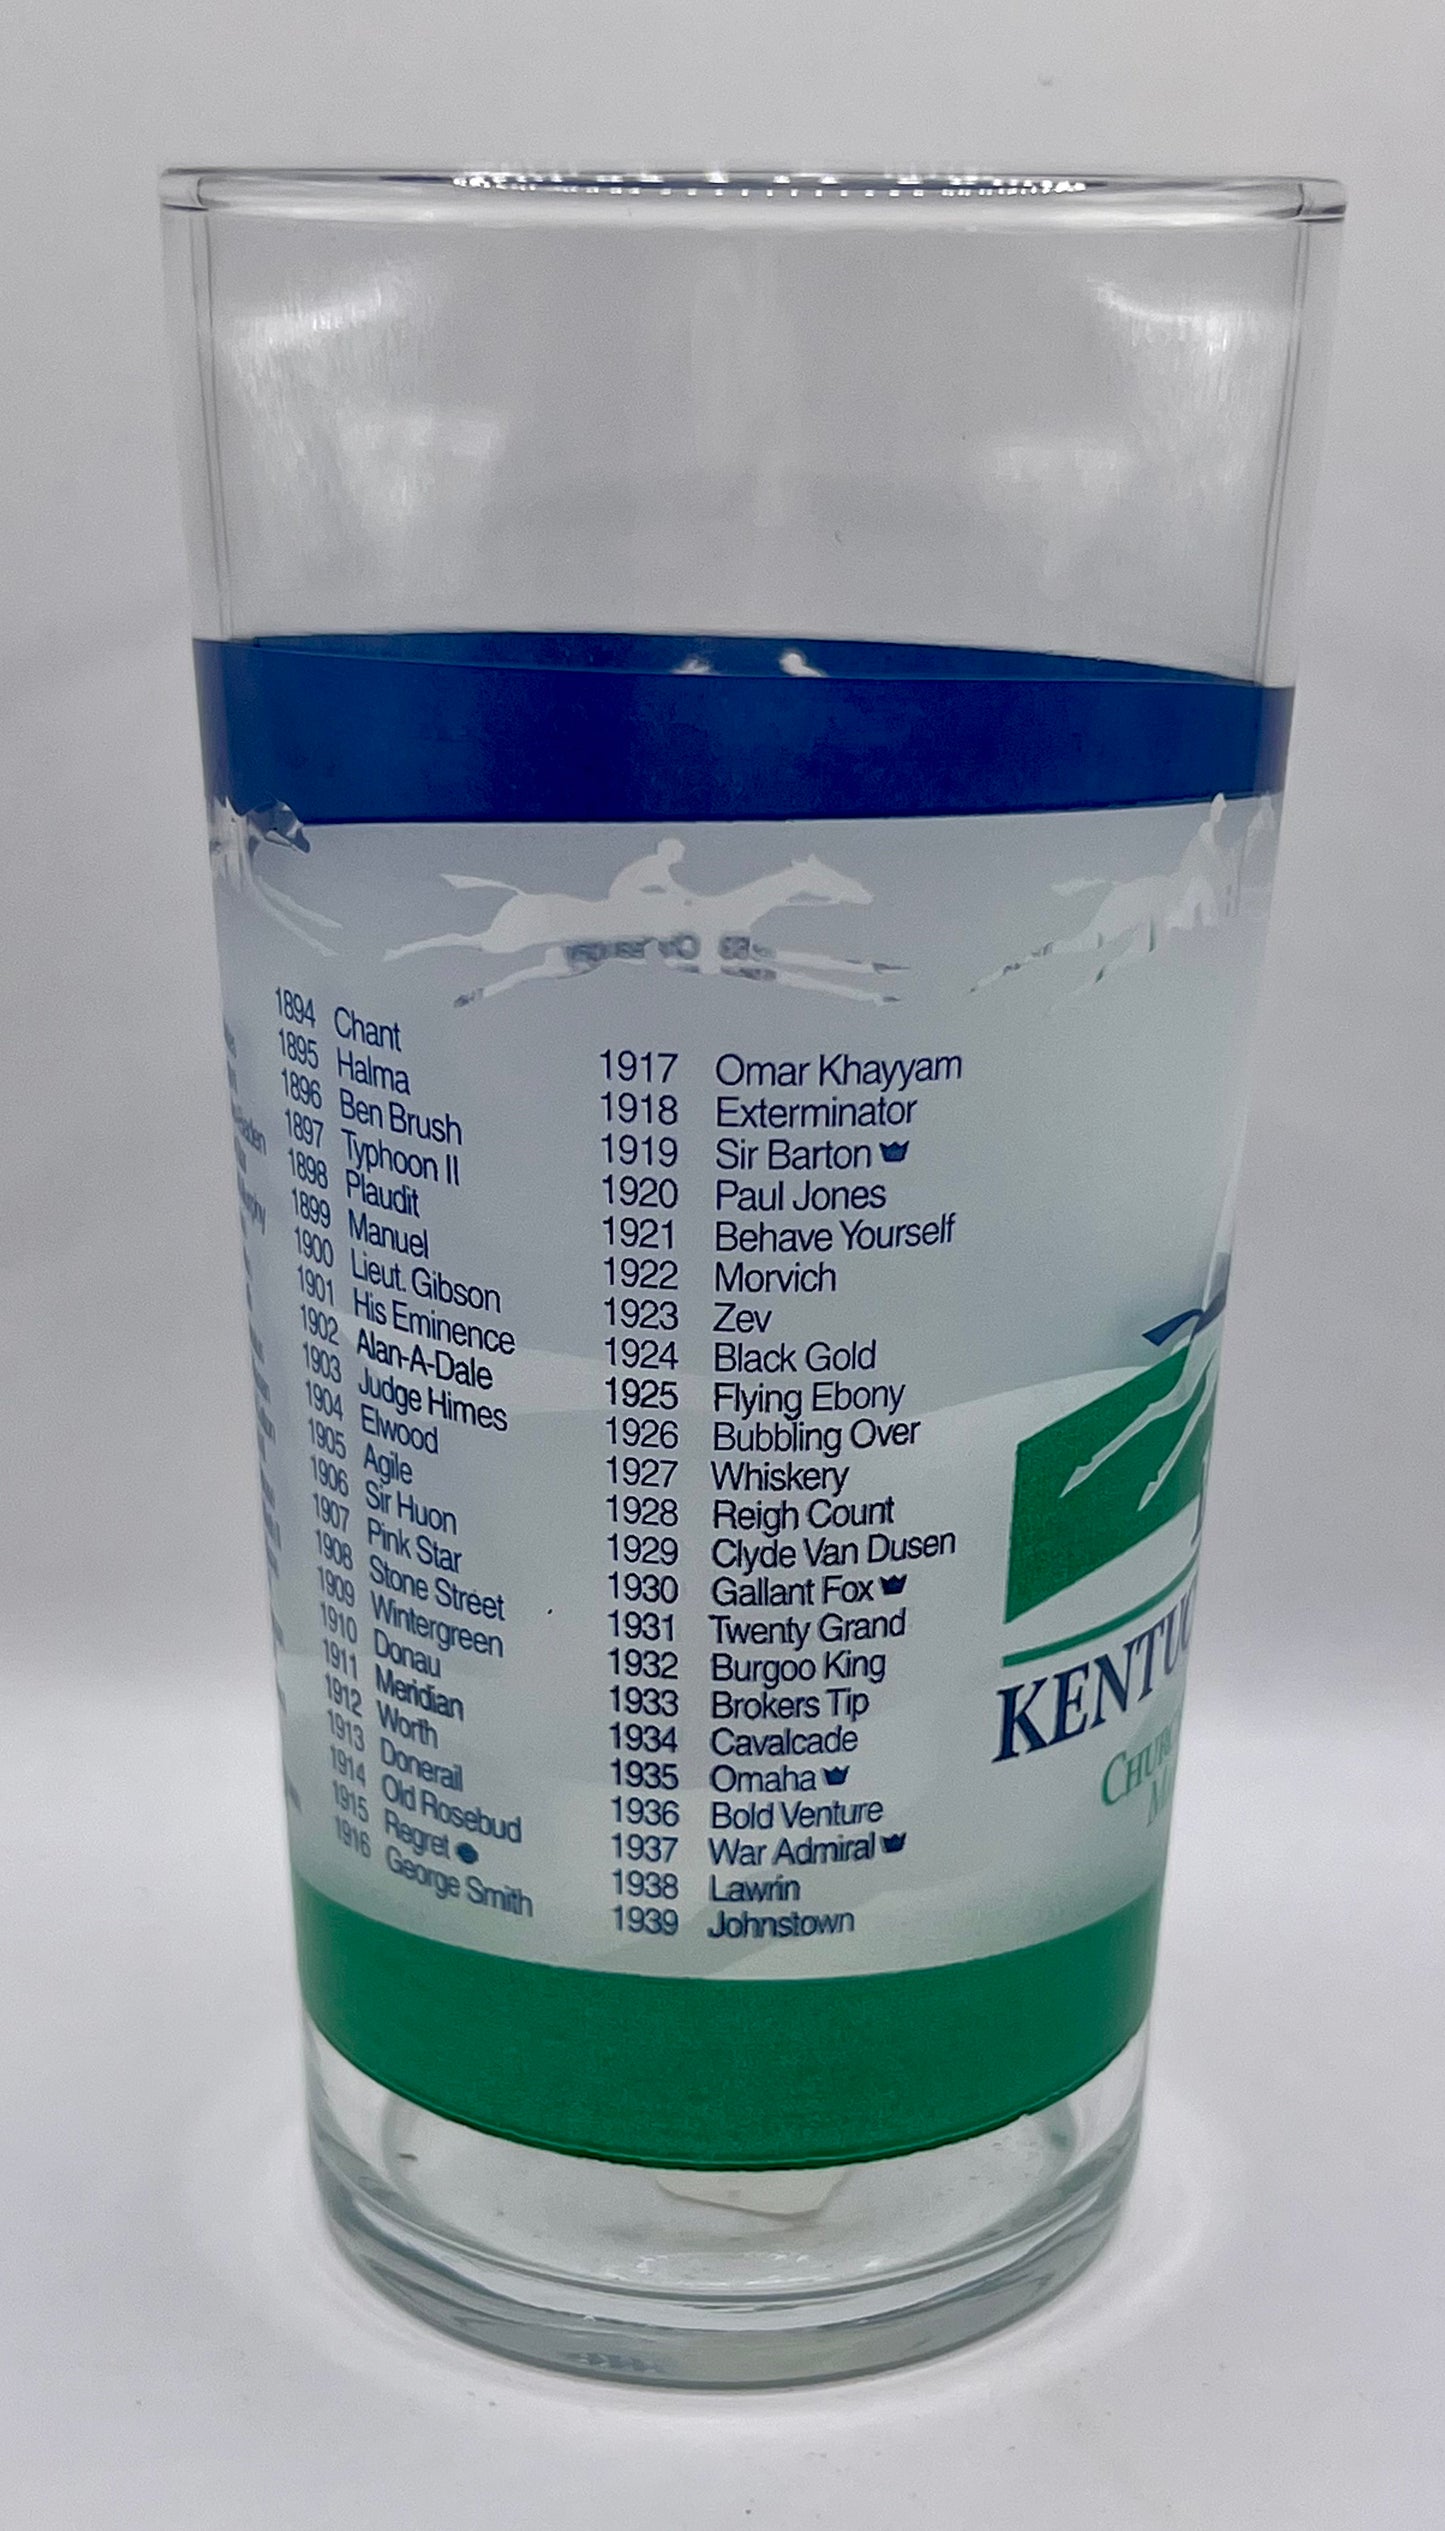 1894 Chant
1895 Halma
1896 Ben Brush
1897 Typhoon II
1898 Plaudit
1899 Manuel
1900 Lieut. Gibson
1901 His Eminence
1902 Alan-A-Dale
1903 Judge Himes
1904 Elwood
1905 Agile
1906 Sir Huon
1907 Pink Star
1908 Stone Street
1909 Wintergreen
1910 Donau
1911 Meridian
1912 Worth
1913 Donerail
1914 Old Rosebud
1915 Regret
1916 George Smith
1917 Omar Khayyam
1918 Exterminator
1919 Sir Barton
1920 Paul Jones
1921 Behave Yourself
1922 Morvich
1923 Zev
1924 Black Gold
1925 Flying Ebony
1926 Bubbling Over
1927 Whiskery
1928 Reigh Count
1929 Clyde Van Dusen
1930 Gallant Fox
1931 Twenty Grand
1932 Burgoo King
1933 Brokers Tip
1934 Cavalcade
1935 Omaha
1936 Bold Venture
1937 War Admiral
1938 Lawrin
1939 Johnstown
KENTUC
CHURC